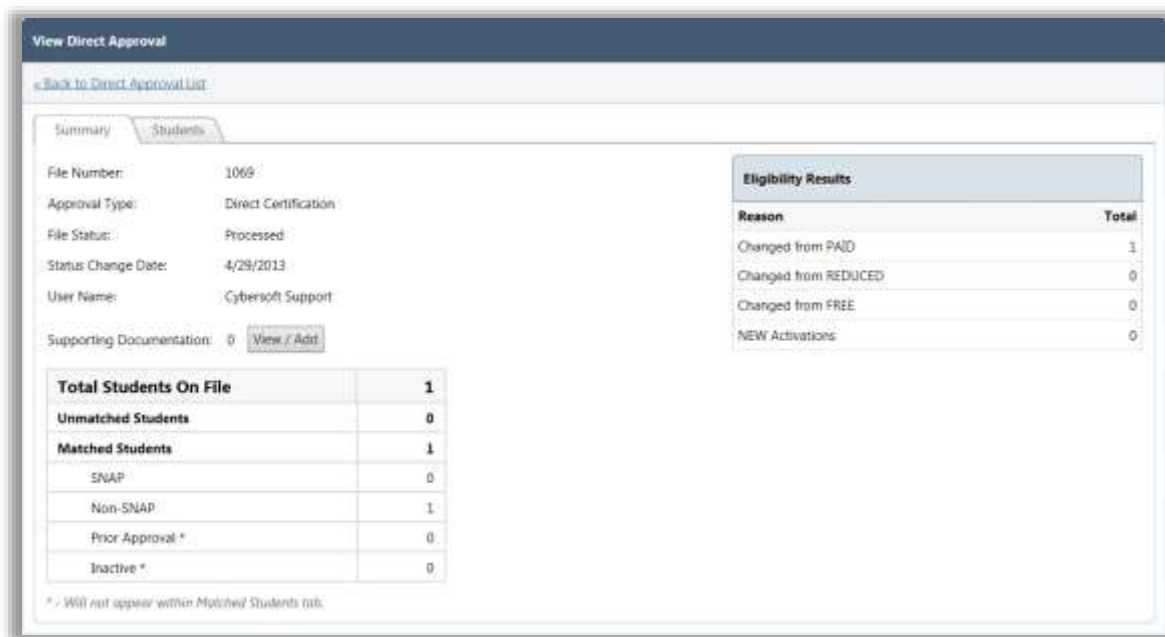 View Direct Approval
« Back to Direct Approval List
Summary Students
File Number: 1069
Approval Type: Direct Certification
File Status: Processed
Status Change Date: 4/29/2013
User Name: Cybersoft Support
Supporting Documentation: 0 View / Add
Total Students On File 1
Unmatched Students 0
Matched Students 1
SNAP 0
Non-SNAP 1
Prior Approval * 0
Inactive * 0
* - Will not appear within Matched Students tab.
Eligibility Results
Reason Total
Changed from PAID 1
Changed from REDUCED 0
Changed from FREE 0
NEW Activations 0